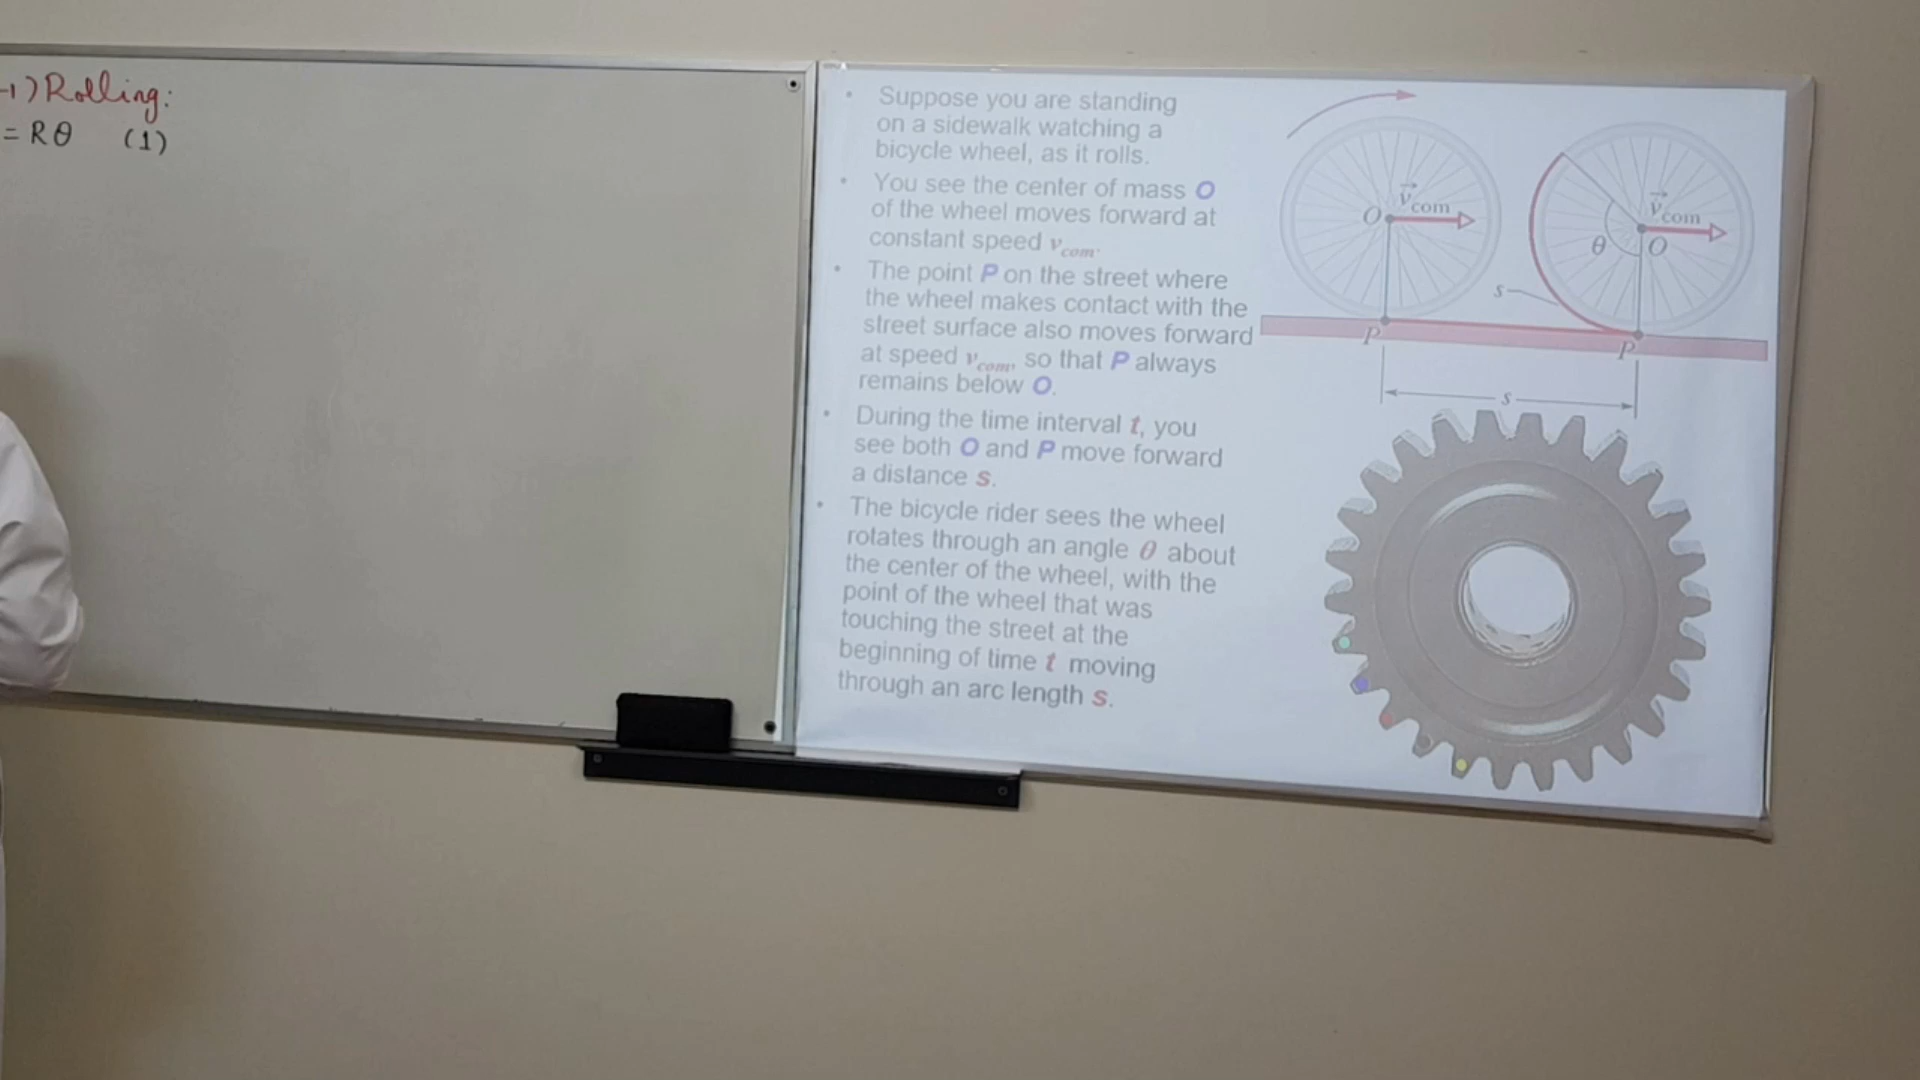 -1) Rolling:
= Rθ (1)
• Suppose you are standing
on a sidewalk watching a
bicycle wheel, as it rolls.
• You see the center of mass O
of the wheel moves forward at
constant speed v com.
• The point P on the street where
the wheel makes contact with the
street surface also moves forward
at speed v com, so that P always
remains below O.
• During the time interval t, you
see both O and P move forward
a distance s.
• The bicycle rider sees the wheel
rotates through an angle θ about
the center of the wheel, with the
point of the wheel that was
touching the street at the
beginning of time t moving
through an arc length s.
O v⃗com
v⃗com
θ O
s
P P
s